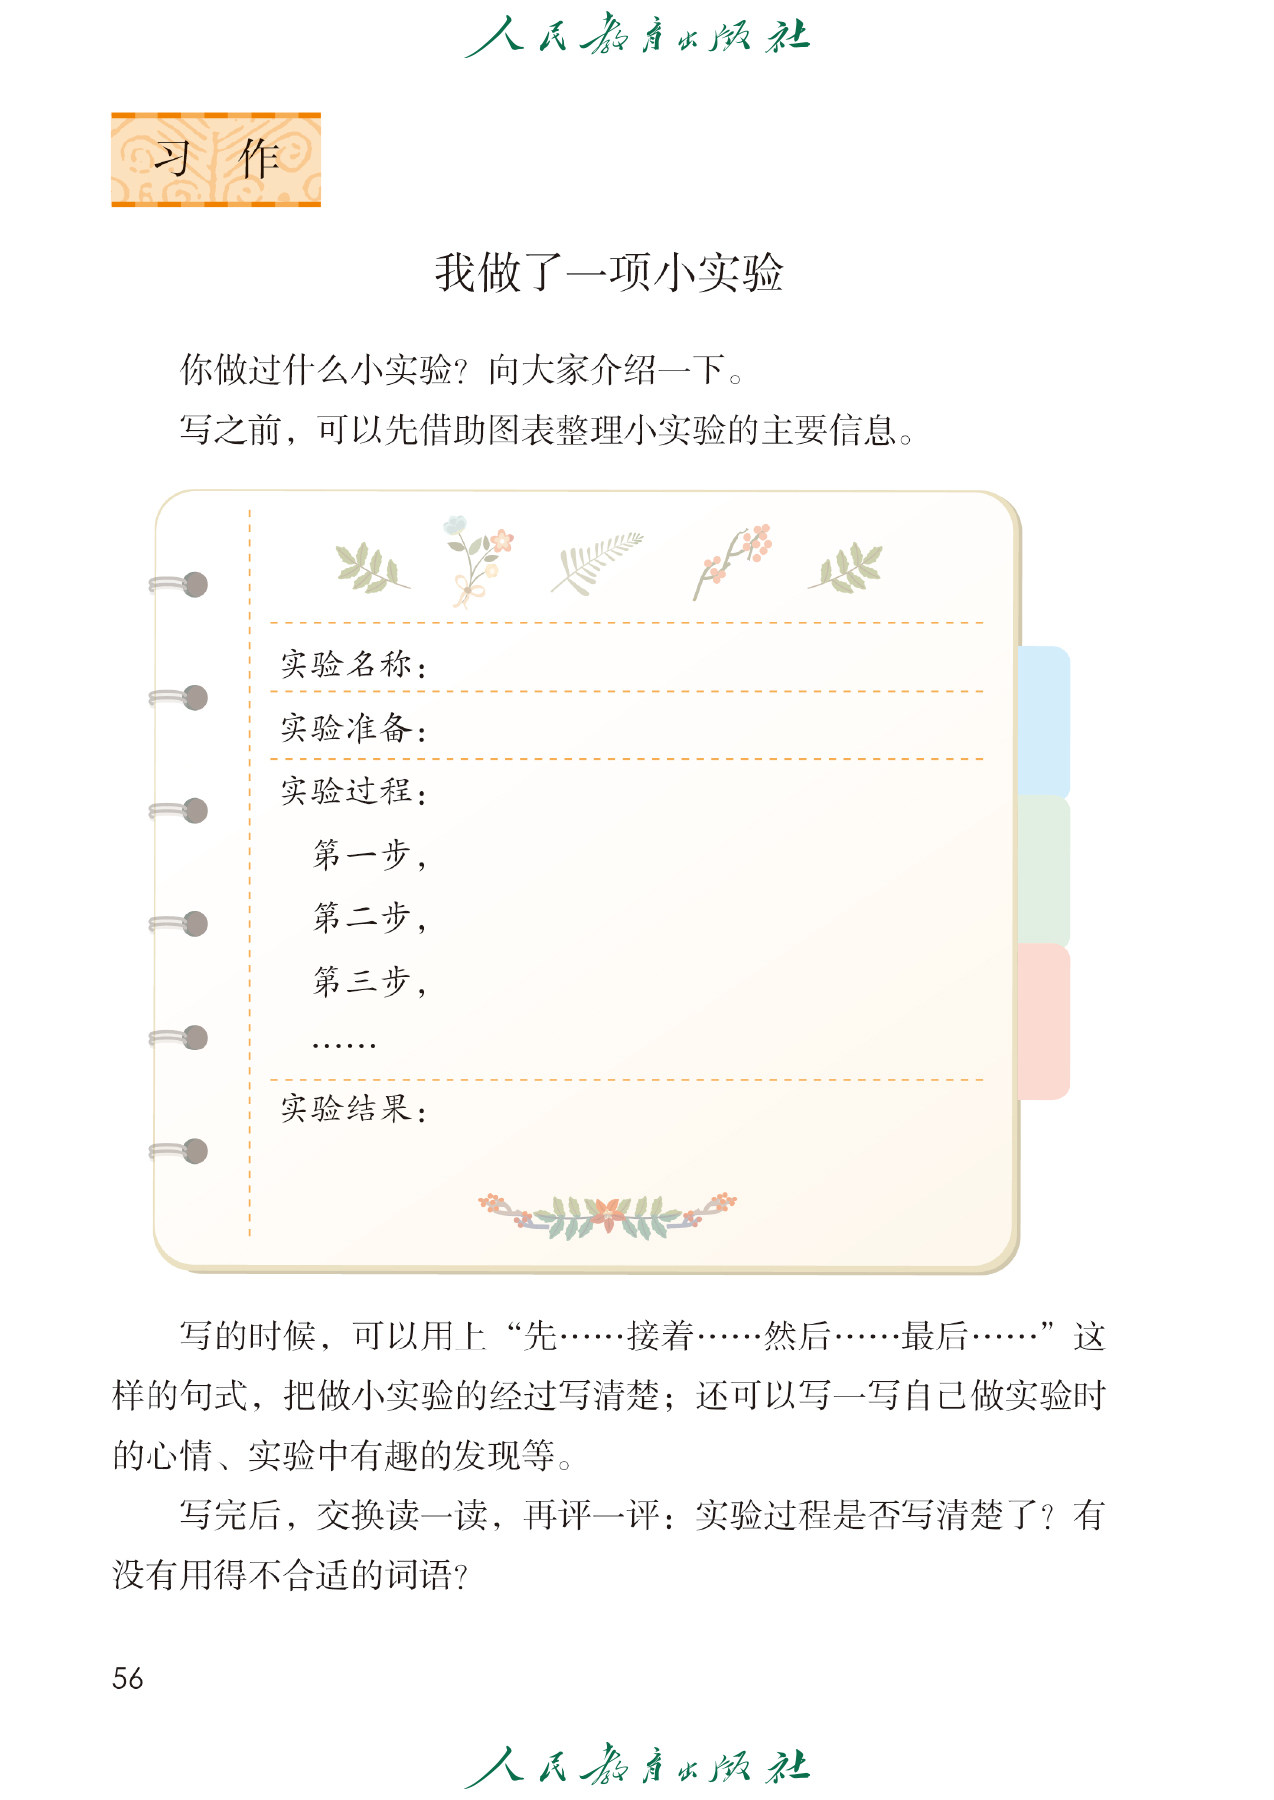 人民教育出版社
习 作
我做了一项小实验
你做过什么小实验？向大家介绍一下。
写之前，可以先借助图表整理小实验的主要信息。
实验名称：
实验准备：
实验过程：
第一步，
第二步，
第三步，
……
实验结果：
写的时候，可以用上“先……接着……然后……最后……”这
样的句式，把做小实验的经过写清楚；还可以写一写自己做实验时
的心情、实验中有趣的发现等。
写完后，交换读一读，再评一评：实验过程是否写清楚了？有
没有用得不合适的词语？
56
人民教育出版社